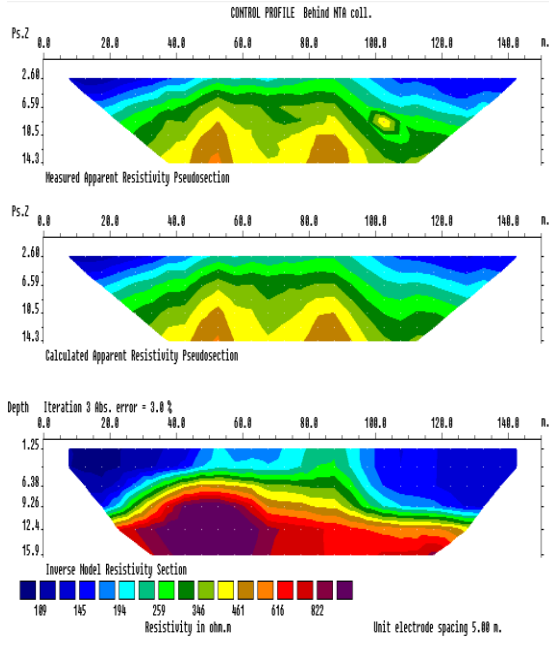 CONTROL PROFILE Behind NTA coll.
Ps.Z 0.0 20.0 40.0 60.0 80.0 100.0 120.0 140.0 m.
2.60
6.59
10.5
14.3
Measured Apparent Resistivity Pseudosection
Ps.Z 0.0 20.0 40.0 60.0 80.0 100.0 120.0 140.0 m.
2.60
6.59
10.5
14.3
Calculated Apparent Resistivity Pseudosection
Depth Iteration 3 Abs. error = 3.0 %
0.0 20.0 40.0 60.0 80.0 100.0 120.0 140.0 m.
1.25
6.38
9.26
12.4
15.9
Inverse Model Resistivity Section
109 145 194 259 346 461 616 822
Resistivity in ohm.m Unit electrode spacing 5.00 m.